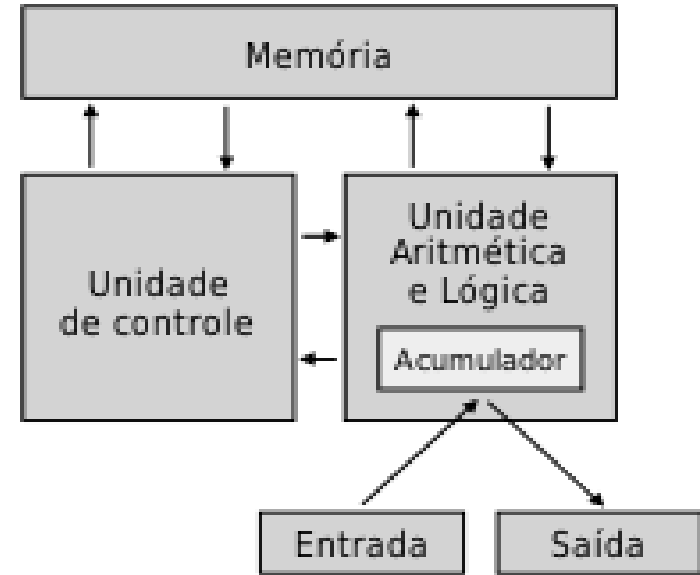 Memória
Unidade
de controle
Unidade
Aritmética
e Lógica
Acumulador
Entrada
Saída